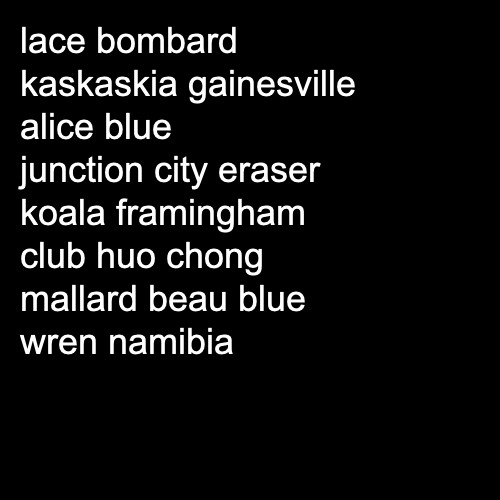 lace bombard
kaskaskia gainesville
alice blue
junction city eraser
koala framingham
club huo chong
mallard beau blue
wren namibia